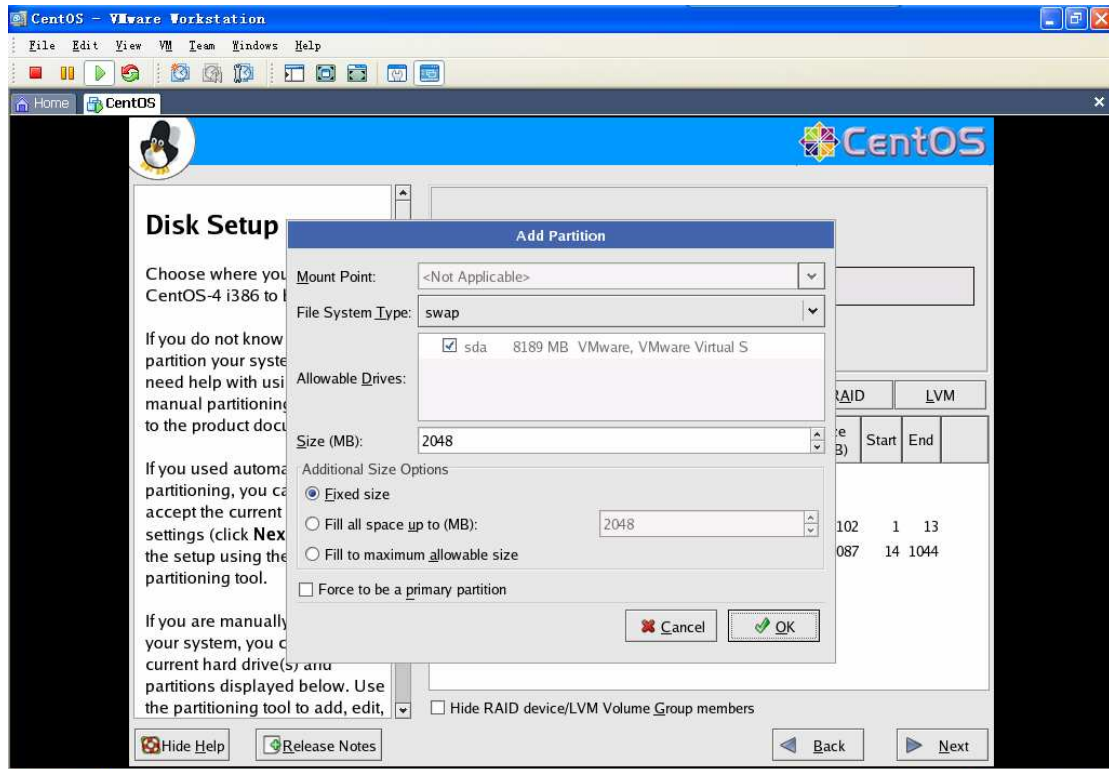 CentOS - VMware Workstation
File Edit View VM Team Windows Help
Home CentOS
CentOS
Disk Setup
Choose where you
CentOS-4 i386 to
If you do not know
partition your syste
need help with usi
manual partitioning
to the product docu
If you used automa
partitioning, you ca
accept the current
settings (click Nex
the setup using the
partitioning tool.
If you are manually
your system, you c
current hard drive(s) and
partitions displayed below. Use
the partitioning tool to add, edit,
Add Partition
Mount Point: <Not Applicable>
File System Type: swap
Allowable Drives:
sda 8189 MB VMware, VMware Virtual S
Size (MB): 2048
Additional Size Options
Fixed size
Fill all space up to (MB): 2048
Fill to maximum allowable size
Force to be a primary partition
Cancel OK
AID LVM
Start End
102 1 13
087 14 1044
Hide RAID device/LVM Volume Group members
Hide Help Release Notes Back Next